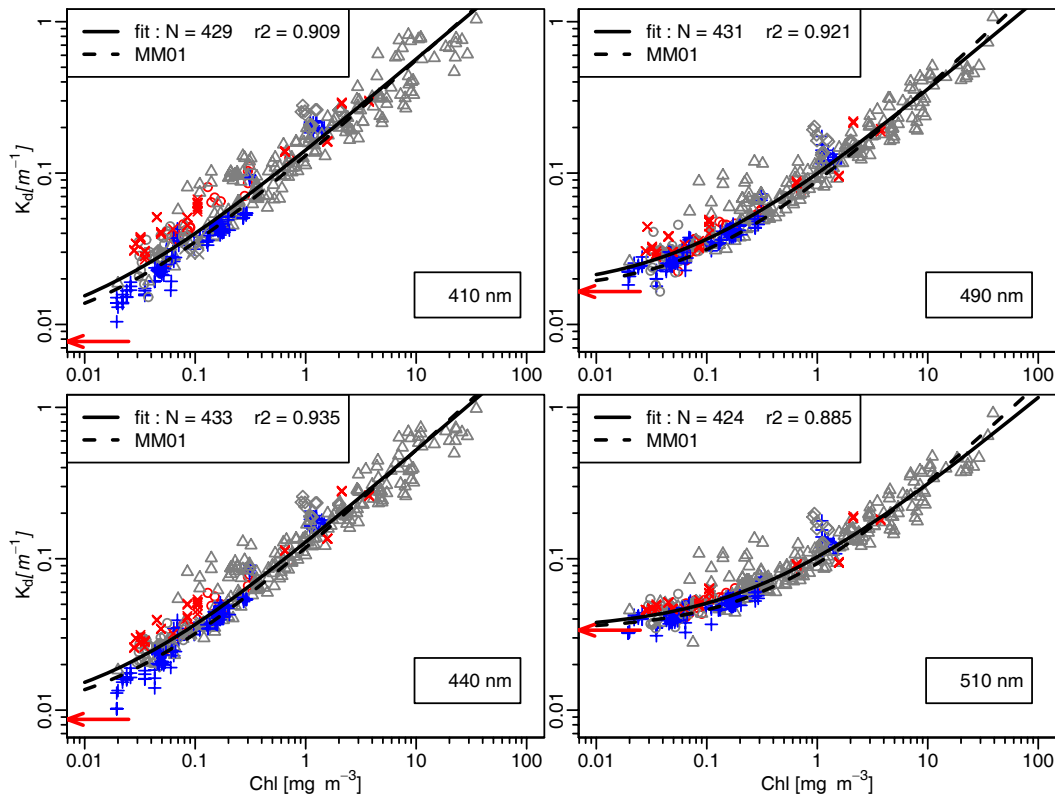 fit : N = 429 r2 = 0.909
MM01
410 nm
Kd[m−1]
1
0.1
0.01
0.01 0.1 1 10 100
fit : N = 431 r2 = 0.921
MM01
490 nm
1
0.1
0.01
0.01 0.1 1 10 100
fit : N = 433 r2 = 0.935
MM01
440 nm
Kd[m−1]
1
0.1
0.01
0.01 0.1 1 10 100
Chl [mg m−3]
fit : N = 424 r2 = 0.885
MM01
510 nm
1
0.1
0.01
0.01 0.1 1 10 100
Chl [mg m−3]